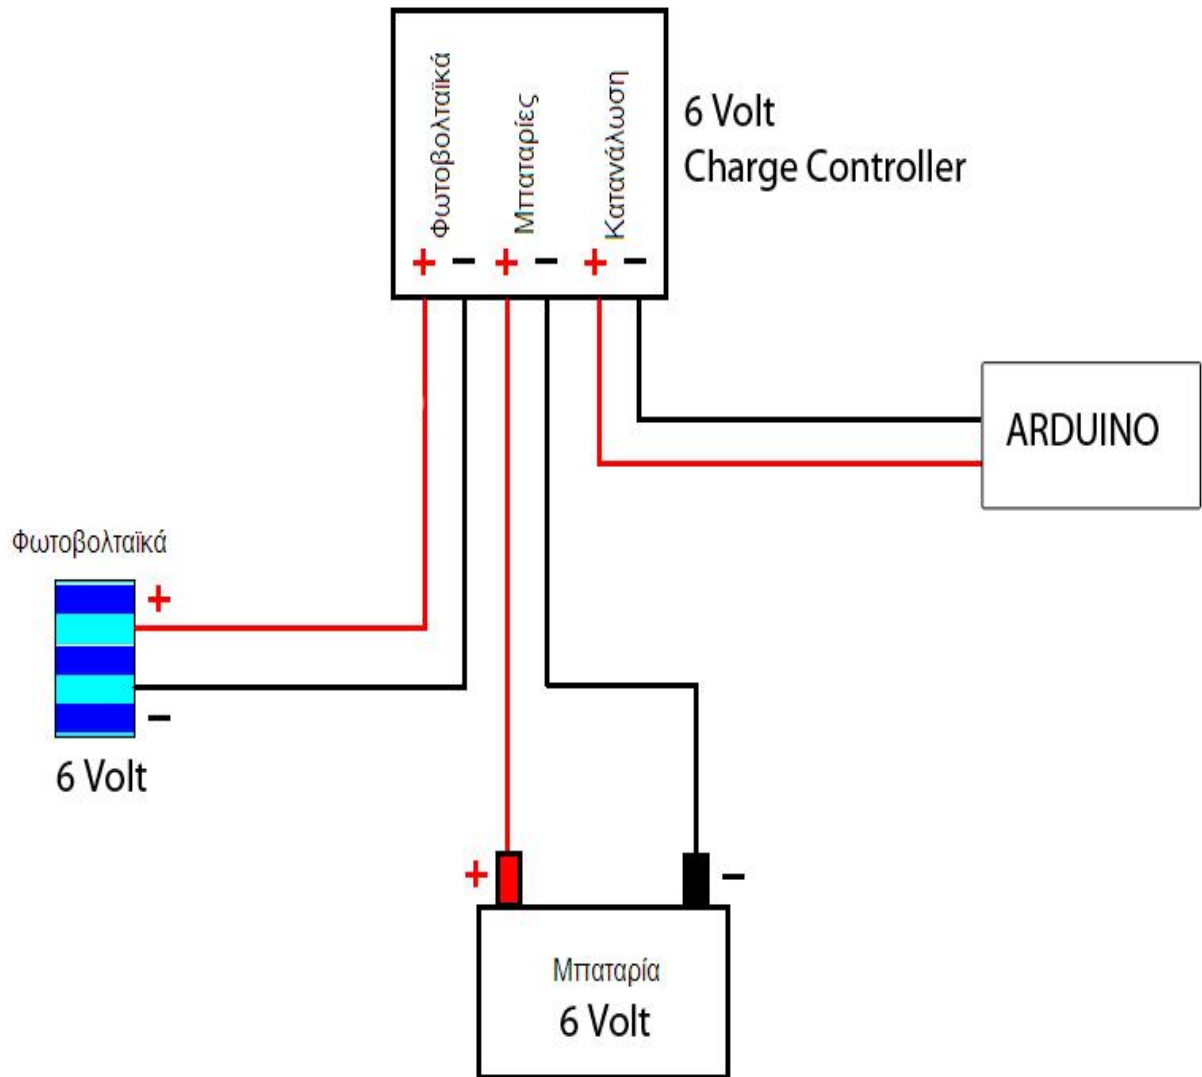 Φωτοβολταϊκά
Μπαταρίες
Κατανάλωση
+ − + − + −
6 Volt
Charge Controller
ARDUINO
Φωτοβολταϊκά
+
−
6 Volt
+
−
Μπαταρία
6 Volt